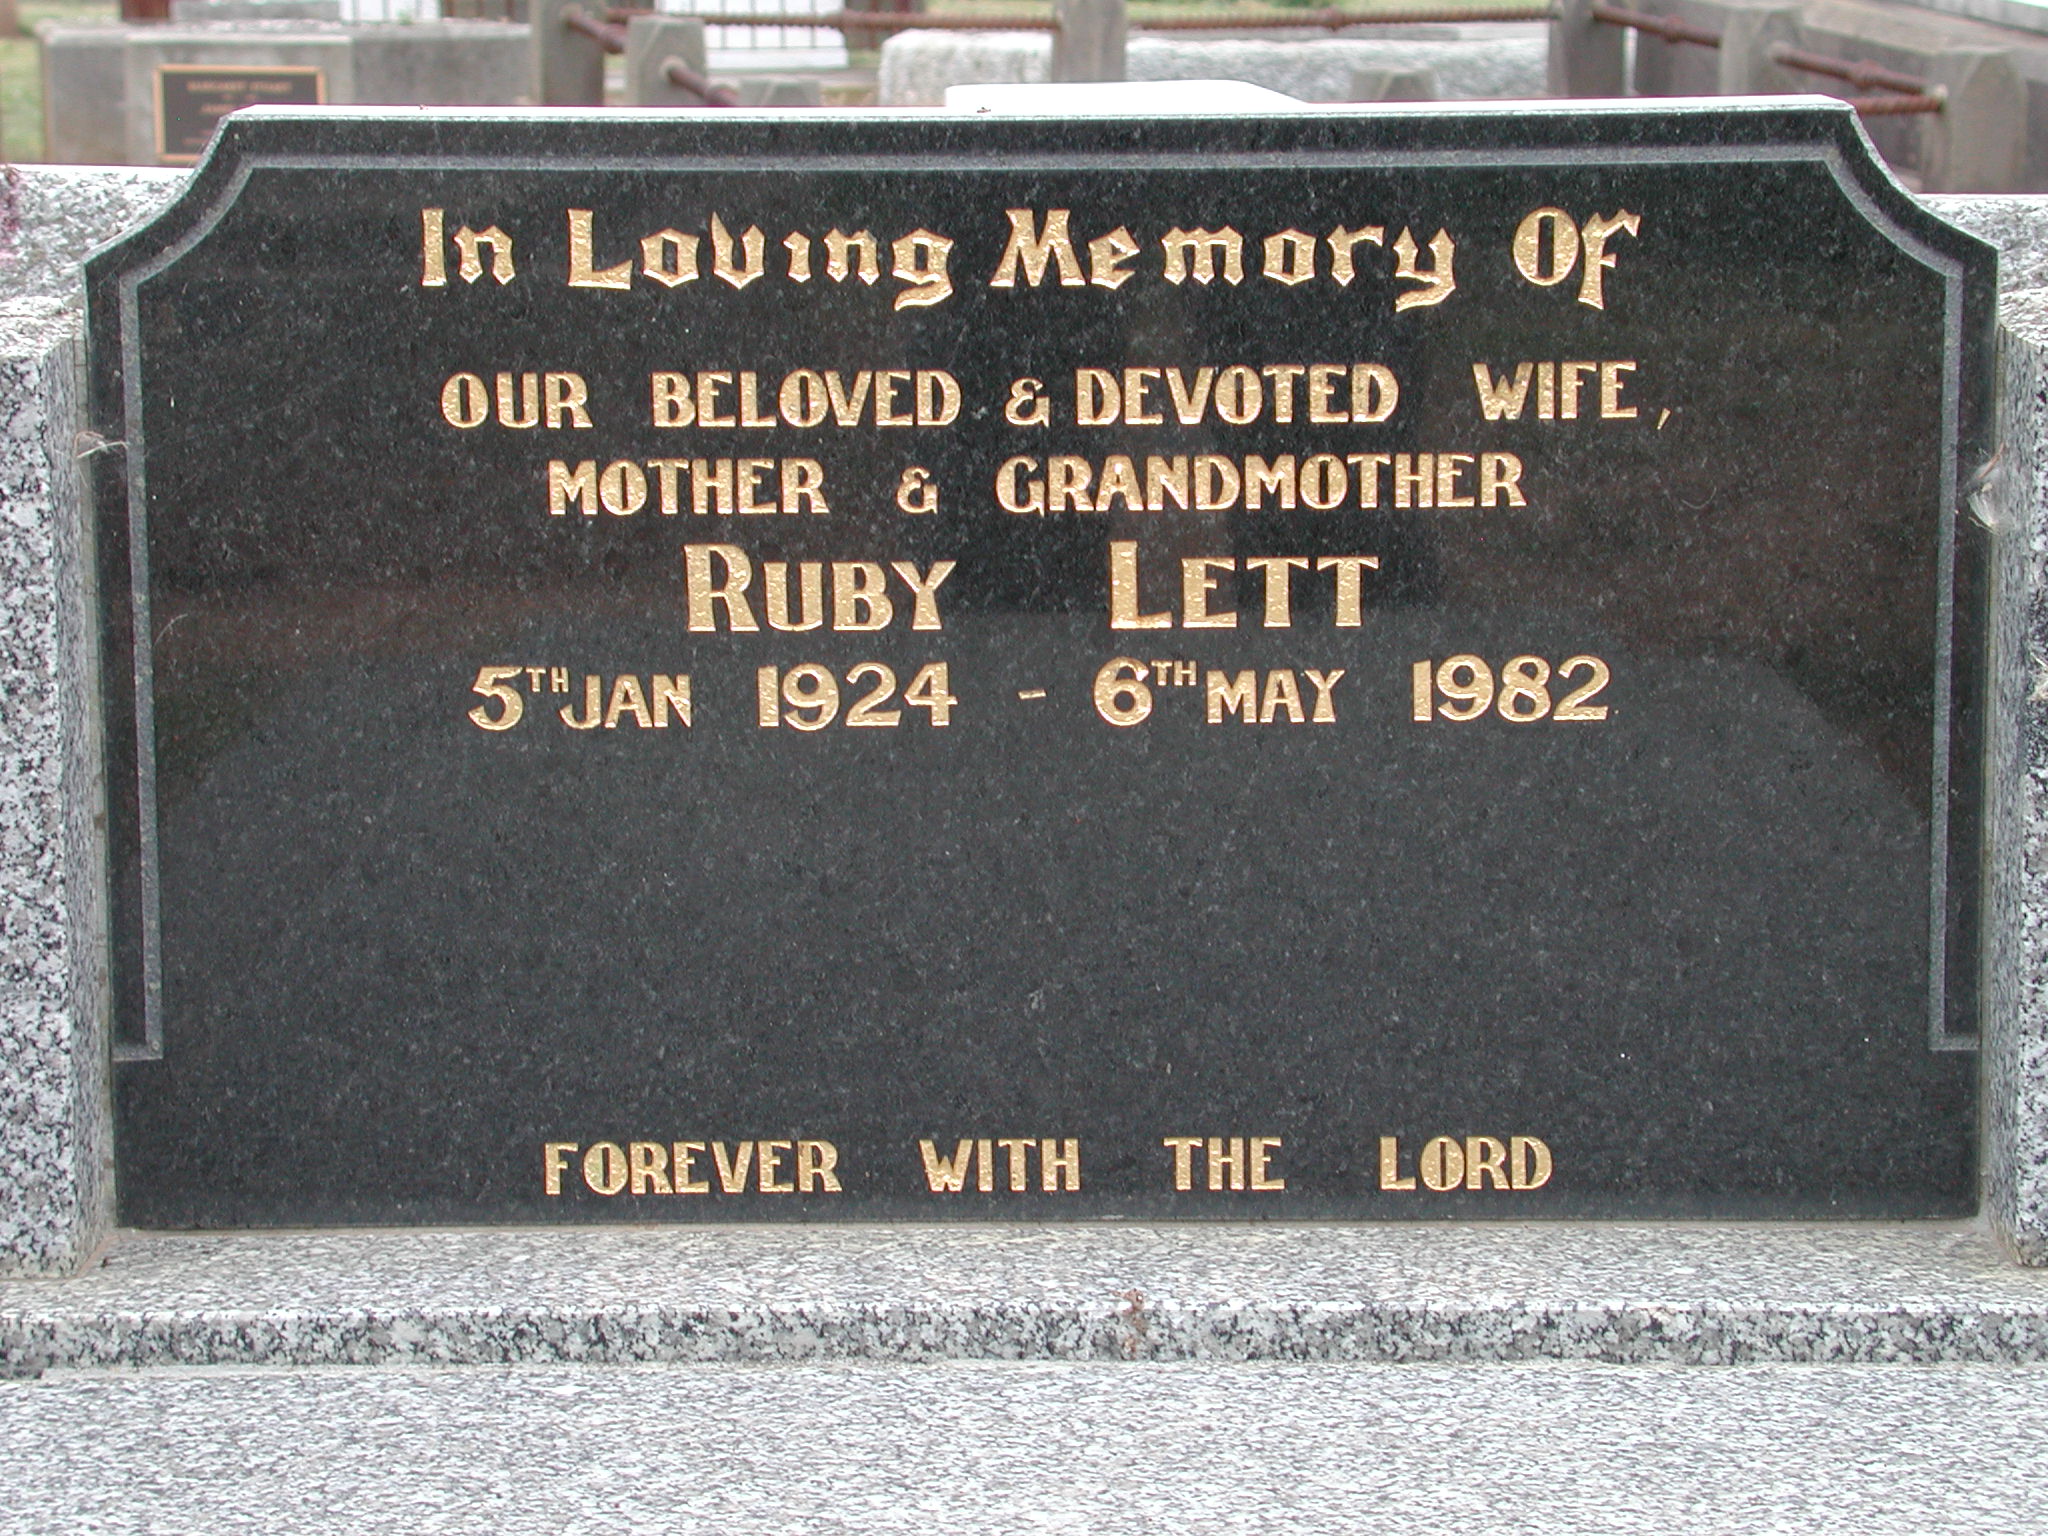 In Loving Memory Of
OUR BELOVED & DEVOTED WIFE,
MOTHER & GRANDMOTHER
RUBY LETT
5TH JAN 1924 - 6TH MAY 1982
FOREVER WITH THE LORD